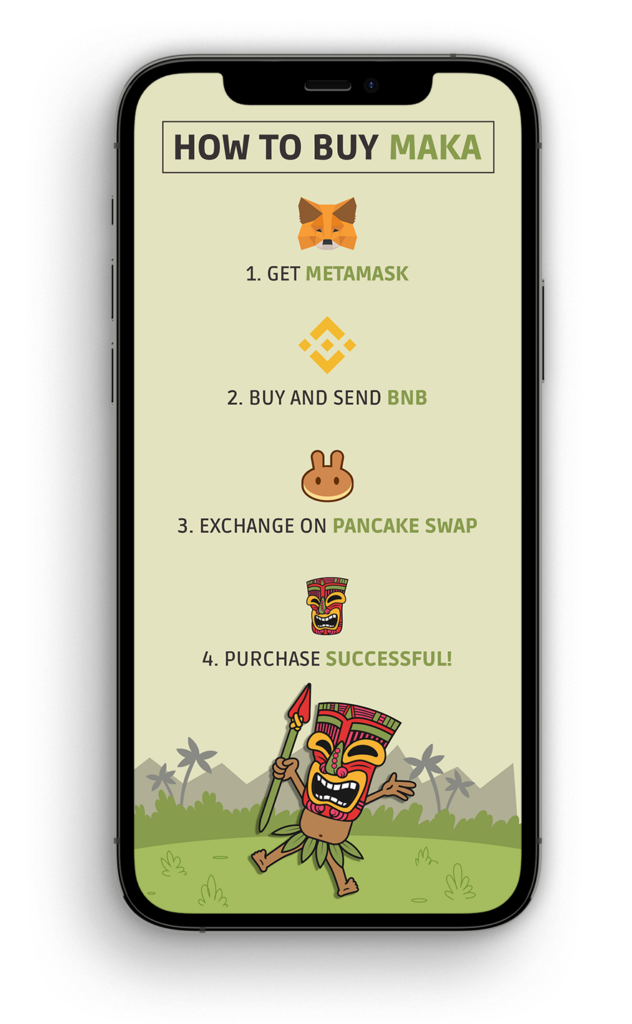 HOW TO BUY MAKA
1. GET METAMASK
2. BUY AND SEND BNB
3. EXCHANGE ON PANCAKE SWAP
4. PURCHASE SUCCESSFUL!